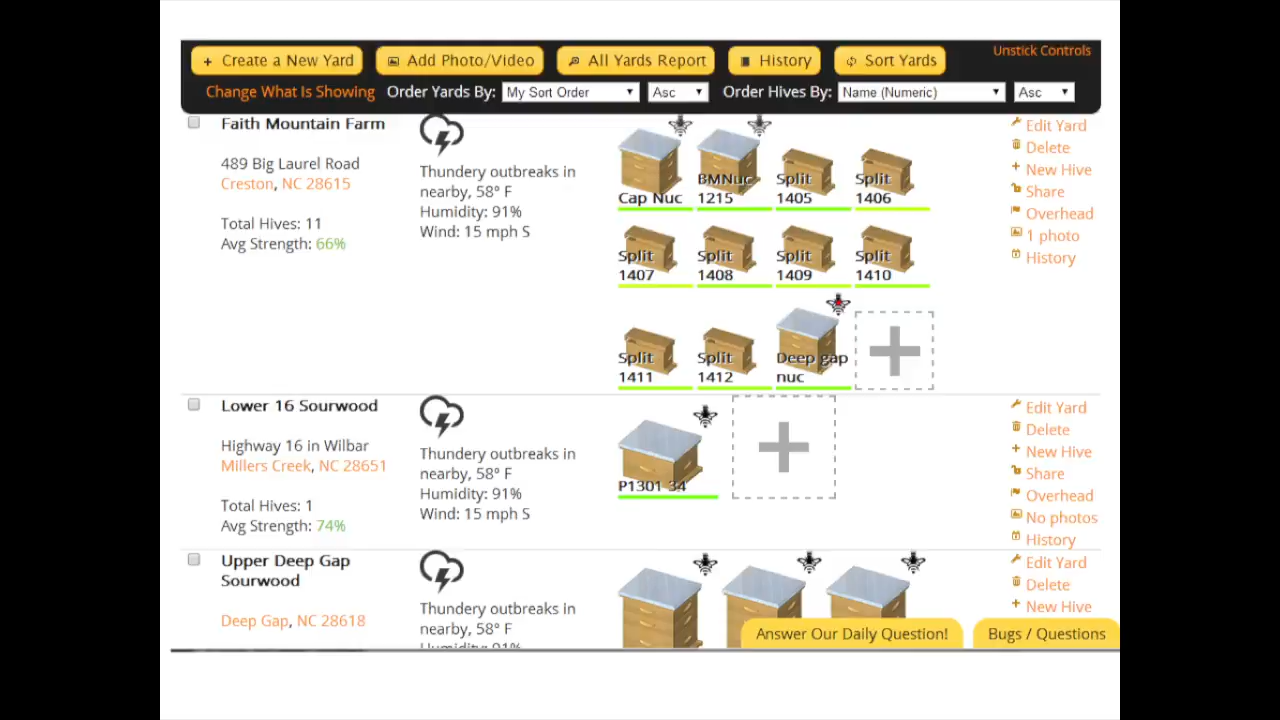 Create a New Yard Add Photo/Video All Yards Report History Sort Yards Unstick Controls
Change What Is Showing Order Yards By: My Sort Order Asc Order Hives By: Name (Numeric) Asc
Faith Mountain Farm
489 Big Laurel Road
Creston, NC 28615
Total Hives: 11
Avg Strength: 66%
Thundery outbreaks in
nearby, 58° F
Humidity: 91%
Wind: 15 mph S
Cap Nuc
BMNuc
1215
Split
1405
Split
1406
Split
1407
Split
1408
Split
1409
Split
1410
Split
1411
Split
1412
Deep gap
nuc
Edit Yard
Delete
New Hive
Share
Overhead
1 photo
History
Lower 16 Sourwood
Highway 16 in Wilbar
Millers Creek, NC 28651
Total Hives: 1
Avg Strength: 74%
Thundery outbreaks in
nearby, 58° F
Humidity: 91%
Wind: 15 mph S
P1301 34
Edit Yard
Delete
New Hive
Share
Overhead
No photos
History
Upper Deep Gap
Sourwood
Deep Gap, NC 28618
Thundery outbreaks in
nearby, 58° F
Humidity: 91%
Edit Yard
Delete
New Hive
Answer Our Daily Question!
Bugs / Questions